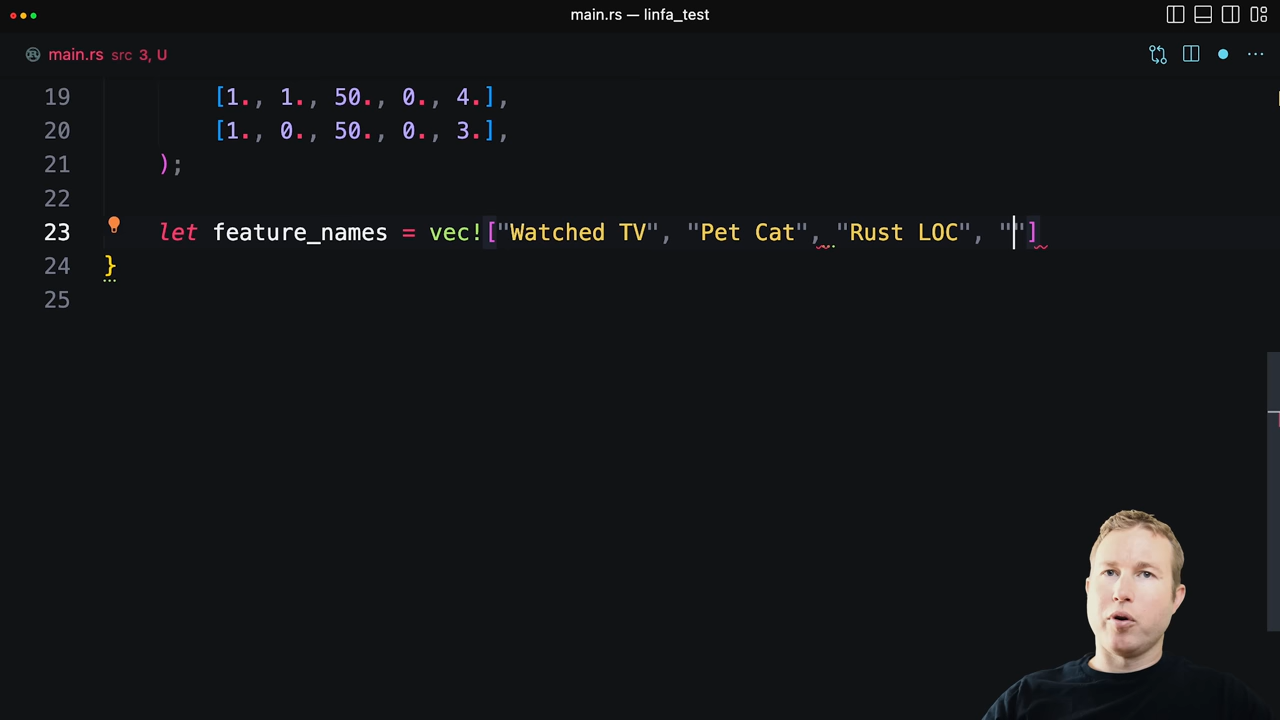 main.rs — linfa_test
main.rs src 3, U
19 [1., 1., 50., 0., 4.],
20 [1., 0., 50., 0., 3.],
21 );
22
23 let feature_names = vec!["Watched TV", "Pet Cat", "Rust LOC", ""]
24 }
25